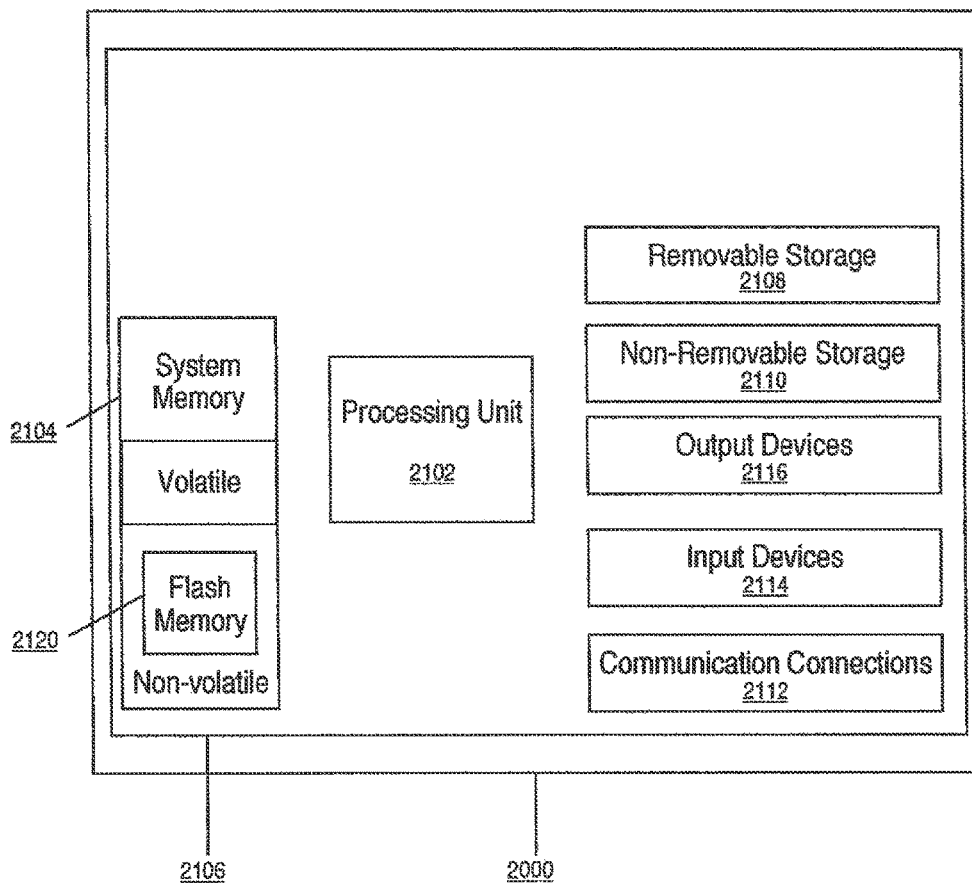 Removable Storage
2108
Non-Removable Storage
2110
System
Memory
Processing Unit
2104
2102
Output Devices
2116
Volatile
Input Devices
2114
Flash
Memory
2120
Communication Connections
2112
Non-volatile
2106
2000